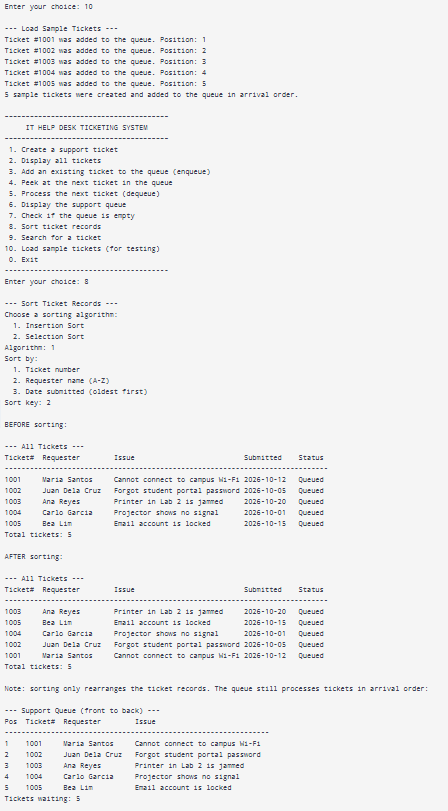 Enter your choice: 10

--- Load Sample Tickets ---
Ticket #1001 was added to the queue. Position: 1
Ticket #1002 was added to the queue. Position: 2
Ticket #1003 was added to the queue. Position: 3
Ticket #1004 was added to the queue. Position: 4
Ticket #1005 was added to the queue. Position: 5
5 sample tickets were created and added to the queue in arrival order.

---------------------------------------
     IT HELP DESK TICKETING SYSTEM
---------------------------------------
 1. Create a support ticket
 2. Display all tickets
 3. Add an existing ticket to the queue (enqueue)
 4. Peek at the next ticket in the queue
 5. Process the next ticket (dequeue)
 6. Display the support queue
 7. Check if the queue is empty
 8. Sort ticket records
 9. Search for a ticket
10. Load sample tickets (for testing)
 0. Exit
---------------------------------------
Enter your choice: 8

--- Sort Ticket Records ---
Choose a sorting algorithm:
  1. Insertion Sort
  2. Selection Sort
Algorithm: 1
Sort by:
  1. Ticket number
  2. Requester name (A-Z)
  3. Date submitted (oldest first)
Sort key: 2

BEFORE sorting:

--- All Tickets ---
Ticket#  Requester      Issue                          Submitted    Status
-----------------------------------------------------------------------------
1001     Maria Santos   Cannot connect to campus Wi-Fi 2026-10-12   Queued
1002     Juan Dela Cruz Forgot student portal password 2026-10-05   Queued
1003     Ana Reyes      Printer in Lab 2 is jammed     2026-10-20   Queued
1004     Carlo Garcia   Projector shows no signal      2026-10-01   Queued
1005     Bea Lim        Email account is locked        2026-10-15   Queued
Total tickets: 5

AFTER sorting:

--- All Tickets ---
Ticket#  Requester      Issue                          Submitted    Status
-----------------------------------------------------------------------------
1003     Ana Reyes      Printer in Lab 2 is jammed     2026-10-20   Queued
1005     Bea Lim        Email account is locked        2026-10-15   Queued
1004     Carlo Garcia   Projector shows no signal      2026-10-01   Queued
1002     Juan Dela Cruz Forgot student portal password 2026-10-05   Queued
1001     Maria Santos   Cannot connect to campus Wi-Fi 2026-10-12   Queued
Total tickets: 5

Note: sorting only rearranges the ticket records. The queue still processes tickets in arrival order:

--- Support Queue (front to back) ---
Pos  Ticket#  Requester      Issue
---------------------------------------------------------------
1    1001     Maria Santos   Cannot connect to campus Wi-Fi
2    1002     Juan Dela Cruz Forgot student portal password
3    1003     Ana Reyes      Printer in Lab 2 is jammed
4    1004     Carlo Garcia   Projector shows no signal
5    1005     Bea Lim        Email account is locked
Tickets waiting: 5